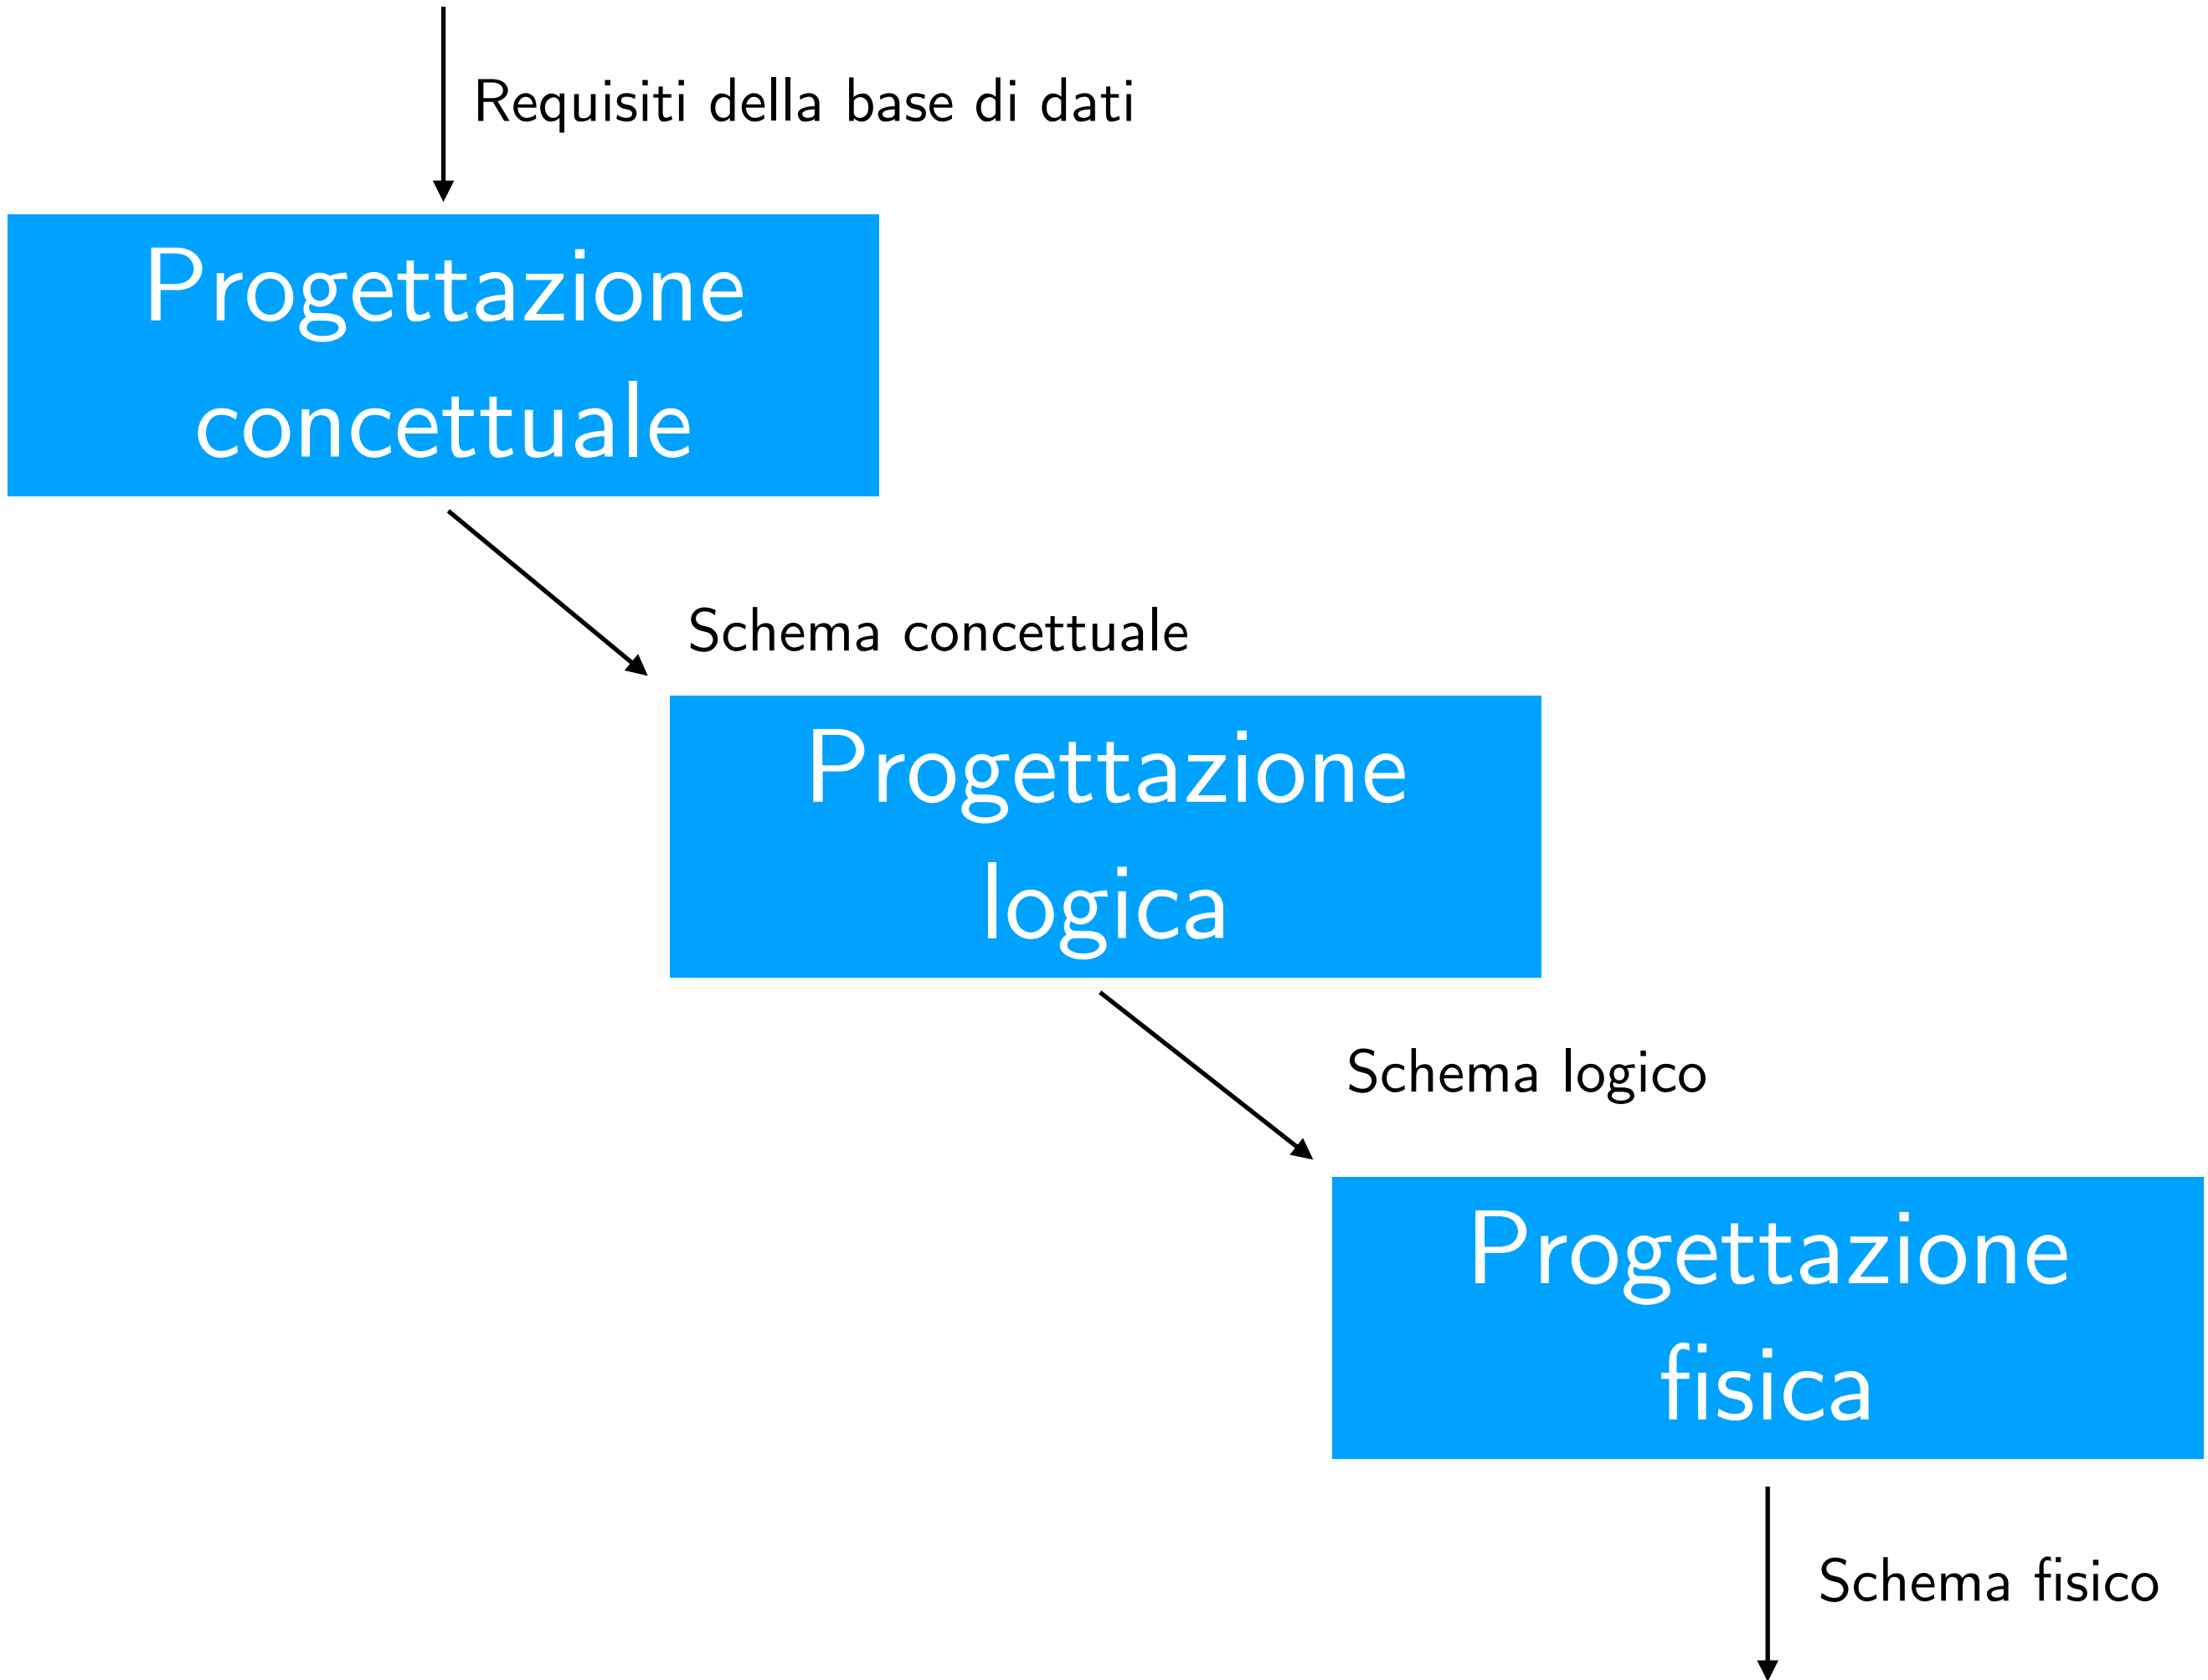 Requisiti della base di dati
Progettazione
concettuale
Schema concettuale
Progettazione
logica
Schema logico
Progettazione
fisica
Schema fisico